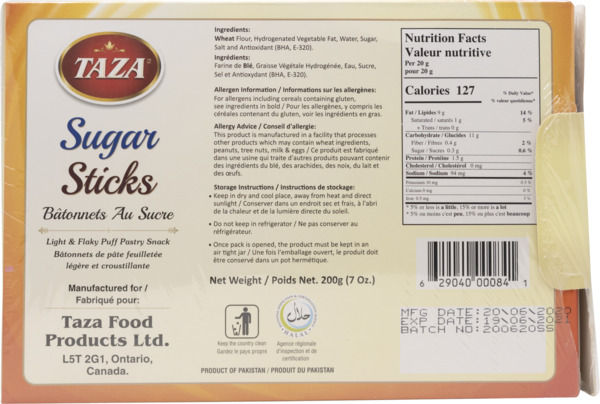 TAZA
Sugar
Sticks
Bâtonnets Au Sucre
Light & Flaky Puff Pastry Snack
Bâtonnets de pâte feuilletée
légère et croustillante
Manufactured for /
Fabriqué pour:
Taza Food
Products Ltd.
L5T 2G1, Ontario,
Canada.
Ingredients:
Wheat Flour, Hydrogenated Vegetable Fat, Water, Sugar,
Salt and Antioxidant (BHA, E-320).
Ingrédients:
Farine de Blé, Graisse Végétale Hydrogénée, Eau, Sucre,
Sel et Antioxydant (BHA, E-320).
Allergen Information / Informations sur les allergènes:
For allergens including cereals containing gluten,
see ingredients in bold / Pour les allergènes, y compris les
céréales contenant du gluten, voir les ingrédients en gras.
Allergy Advice / Conseil d'allergie:
This product is manufactured in a facility that processes
other products which may contain wheat ingredients,
peanuts, tree nuts, milk & eggs / Ce produit est fabriqué
dans une usine qui traite d'autres produits pouvant contenir
des ingrédients du blé, des arachides, des noix, du lait et
des œufs.
Storage Instructions / Instructions de stockage:
• Keep in dry and cool place, away from heat and direct
sunlight / Conserver dans un endroit sec et frais, à l'abri
de la chaleur et de la lumière directe du soleil.
• Do not keep in refrigerator / Ne pas conserver au
réfrigérateur.
• Once pack is opened, the product must be kept in an
air tight jar / Une fois l'emballage ouvert, le produit doit
être conservé dans un pot hermétique.
Net Weight / Poids Net. 200g (7 Oz.)
Keep the country clean
Gardez le pays propre
حلال
HALAL
Agence régionale
d'inspection et de
certification
PRODUCT OF PAKISTAN / PRODUIT DU PAKISTAN
Nutrition Facts
Valeur nutritive
Per 20 g
pour 20 g
Calories 127
% Daily Value*
% valeur quotidienne*
Fat / Lipides 9 g 14 %
Saturated / saturés 1 g 5 %
+ Trans / trans 0 g
Carbohydrate / Glucides 11 g
Fiber / Fibres 0.4 g 2 %
Sugar / Sucres 0.3 g 0.6 %
Protein / Protéine 1.5 g
Cholesterol / Cholestérol 0 mg
Sodium / Sodium 94 mg 4 %
Calcium 0 mg 0 %
* 5% or less is a little, 15% or more is a lot
* 5% ou moins c'est peu, 15% ou plus c'est beaucoup
6 29040 00084 1
MFG DATE:20/06/2020
EXP DATE:19/06/2021
BATCH NO:200620SS